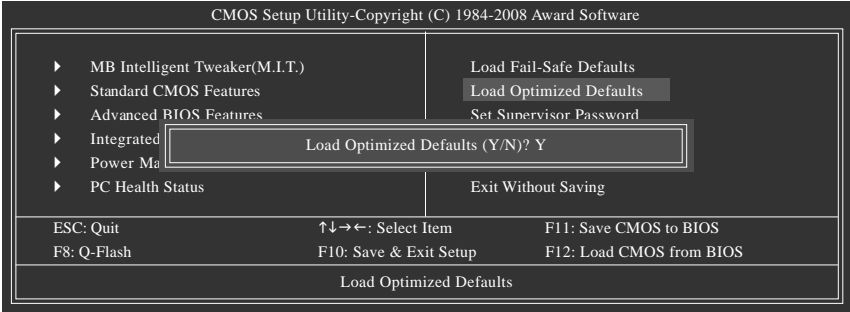 CMOS Setup Utility-Copyright (C) 1984-2008 Award Software
MB Intelligent Tweaker(M.I.T.)
Standard CMOS Features
Advanced BIOS Features
Integrated
Power Ma
PC Health Status
Load Fail-Safe Defaults
Load Optimized Defaults
Set Supervisor Password
Exit Without Saving
Load Optimized Defaults (Y/N)? Y
ESC: Quit
↑↓→←: Select Item
F11: Save CMOS to BIOS
F8: Q-Flash
F10: Save & Exit Setup
F12: Load CMOS from BIOS
Load Optimized Defaults